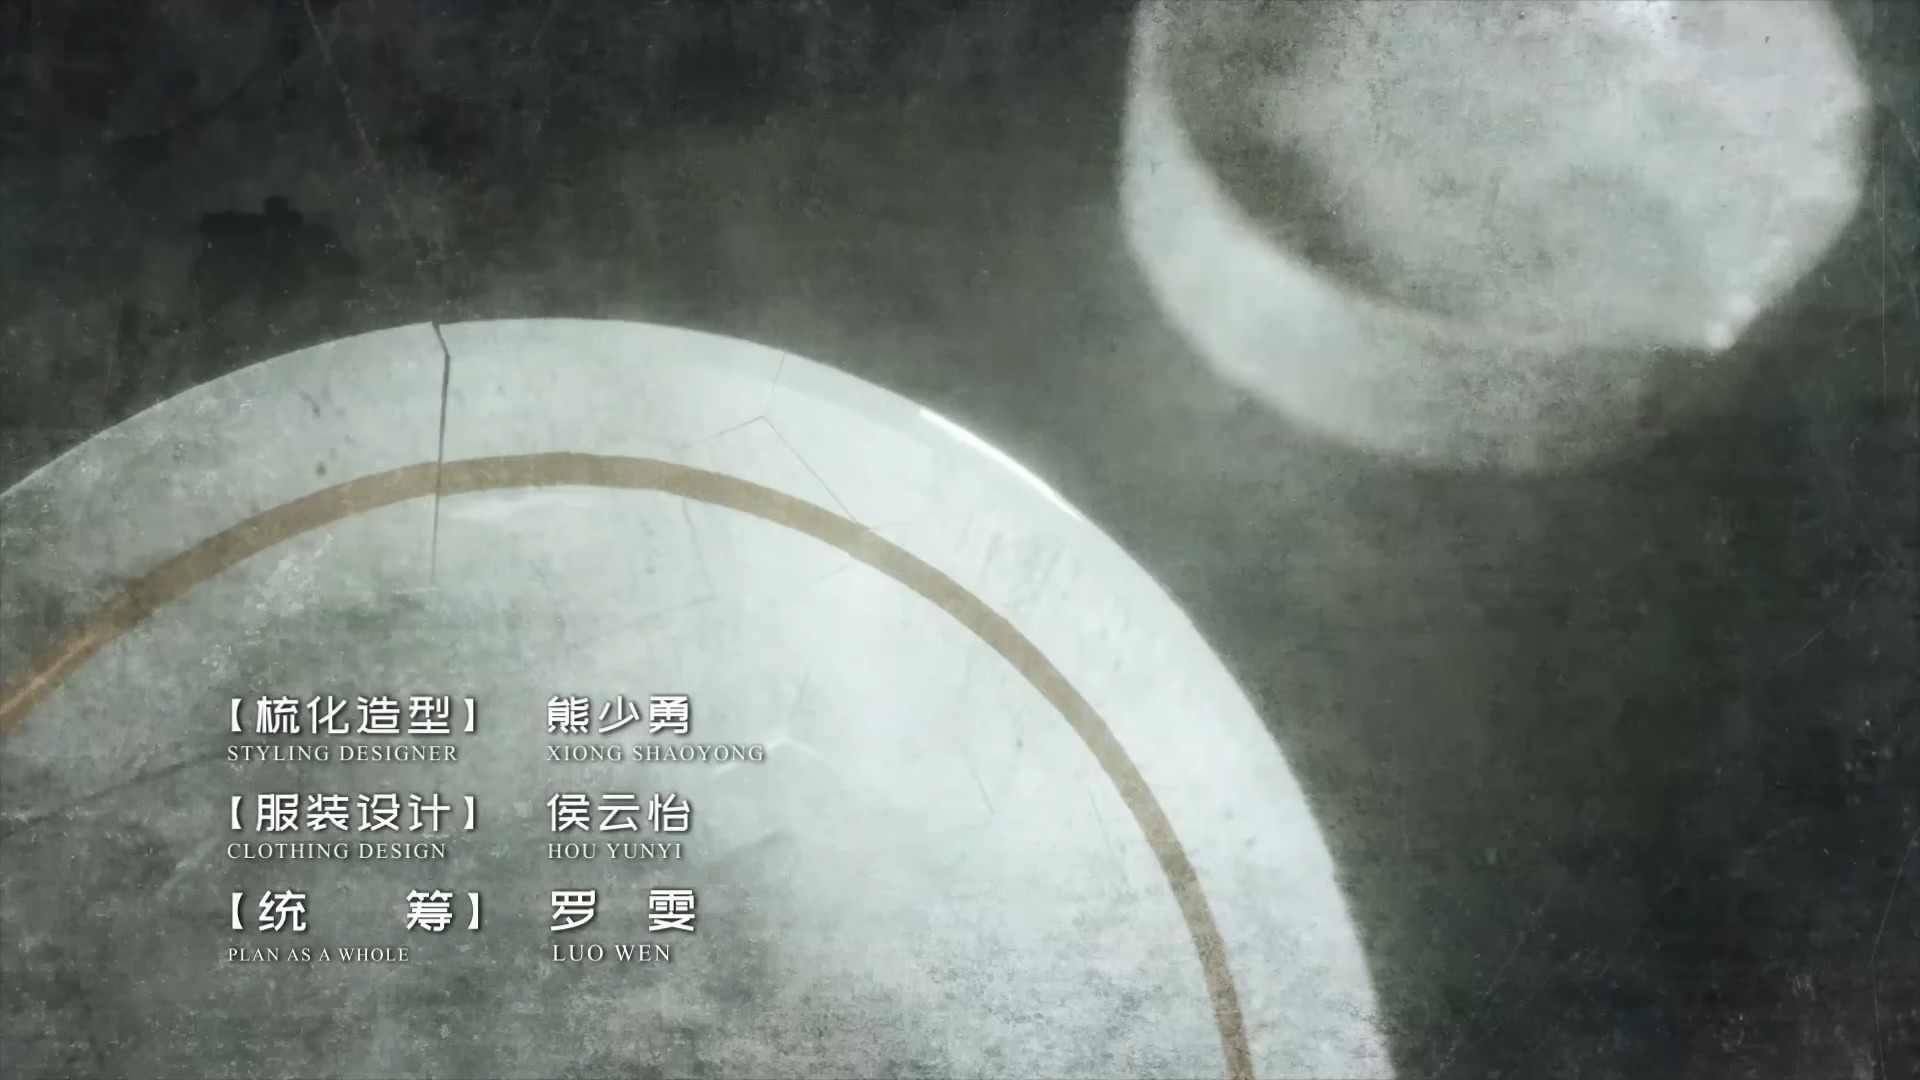 【梳化造型】 熊少勇
STYLING DESIGNER XIONG SHAOYONG
【服装设计】 侯云怡
CLOTHING DESIGN HOU YUNYI
【统 筹】 罗 雯
PLAN AS A WHOLE LUO WEN